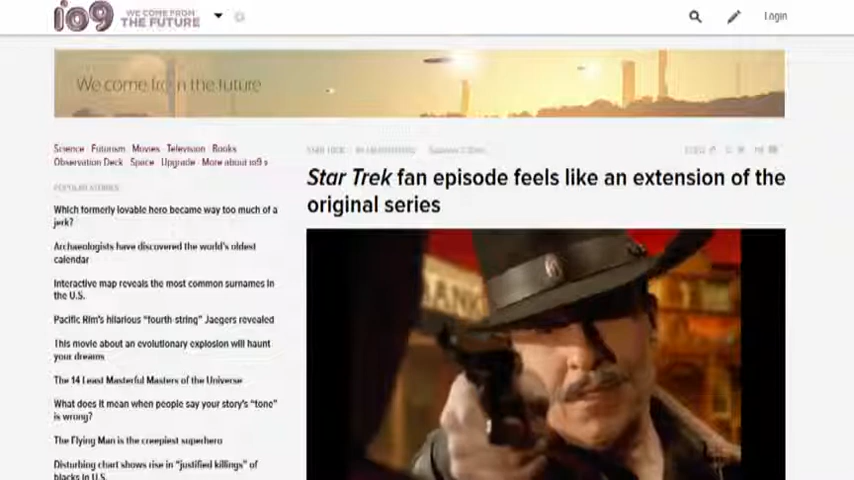 io9 WE COME FROM
THE FUTURE
Login
We come from the future
Science Futurism Movies Television Books
Observation Deck Space Upgrade More about io9 »
POPULAR STORIES
Which formerly lovable hero became way too much of a
jerk?
Archaeologists have discovered the world's oldest
calendar
Interactive map reveals the most common surnames in
the U.S.
Pacific Rim's hilarious "fourth-string" Jaegers revealed
This movie about an evolutionary explosion will haunt
your dreams
The 14 Least Masterful Masters of the Universe
What does it mean when people say your story's "tone"
is wrong?
The Flying Man is the creepiest superhero
Disturbing chart shows rise in "justified killings" of
blacks in U.S.
STAR TREK
Star Trek fan episode feels like an extension of the
original series
BANK